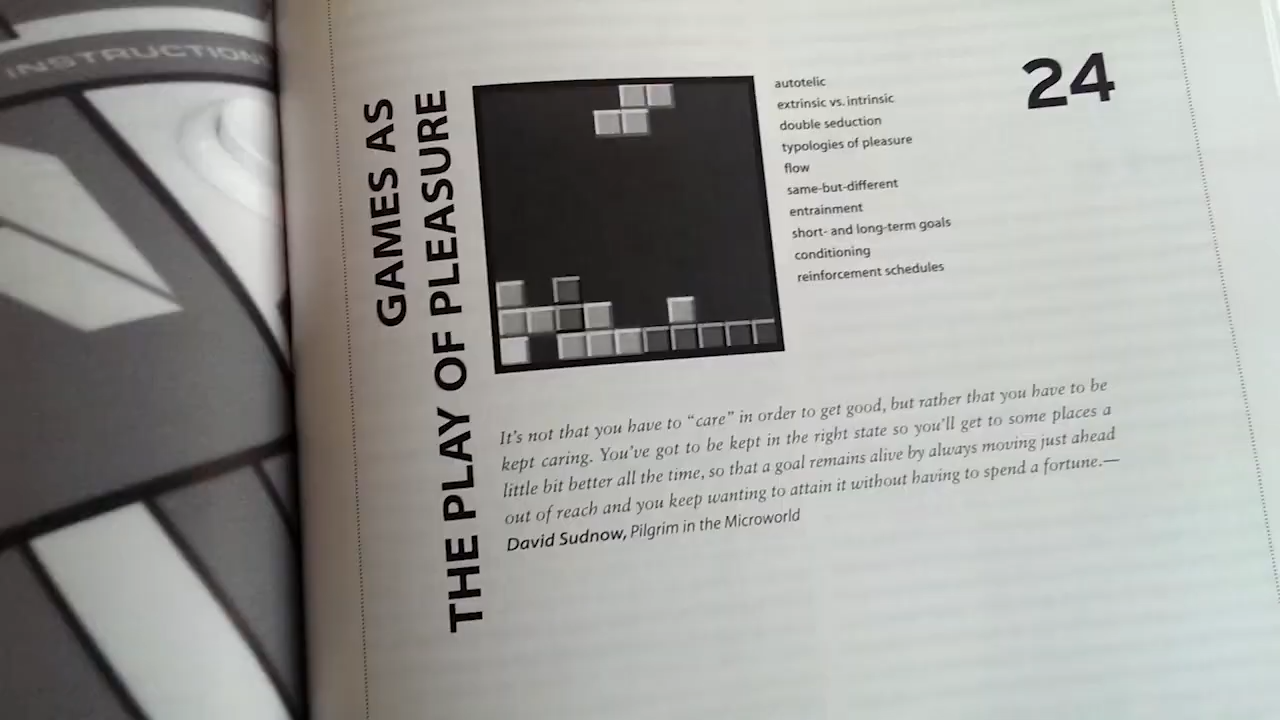 INSTRUCTION
GAMES AS
THE PLAY OF PLEASURE
autotelic
extrinsic vs. intrinsic
double seduction
typologies of pleasure
flow
same-but-different
entrainment
short- and long-term goals
conditioning
reinforcement schedules
24
It's not that you have to “care” in order to get good, but rather that you have to be
kept caring. You've got to be kept in the right state so you'll get to some places a
little bit better all the time, so that a goal remains alive by always moving just ahead
out of reach and you keep wanting to attain it without having to spend a fortune.—
David Sudnow, Pilgrim in the Microworld